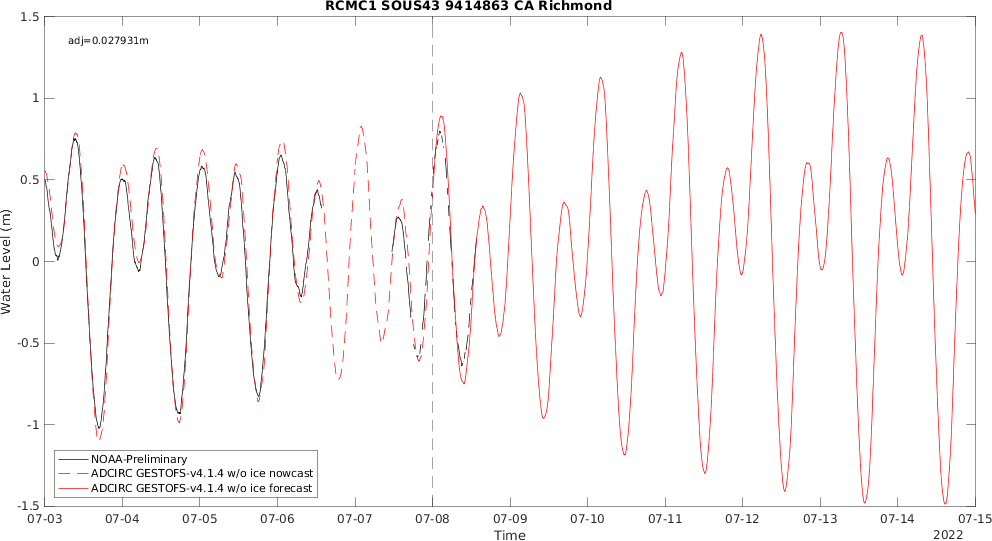 RCMC1 SOUS43 9414863 CA Richmond
1.5
adj=0.027931m
1
0.5
0
-0.5
-1
-1.5
Water Level (m)
NOAA-Preliminary
ADCIRC GESTOFS-v4.1.4 w/o ice nowcast
ADCIRC GESTOFS-v4.1.4 w/o ice forecast
07-03 07-04 07-05 07-06 07-07 07-08 07-09 07-10 07-11 07-12 07-13 07-14 07-15
Time
2022